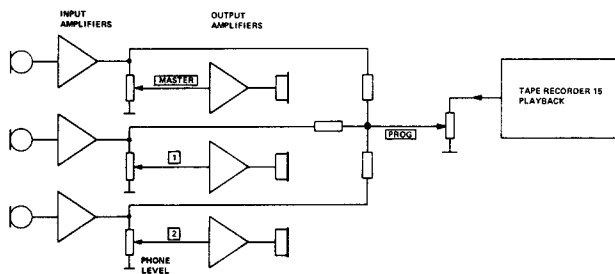 INPUT
AMPLIFIERS
OUTPUT
AMPLIFIERS
MASTER
TAPE RECORDER 15
PLAYBACK
PROG
1
2
PHONE
LEVEL